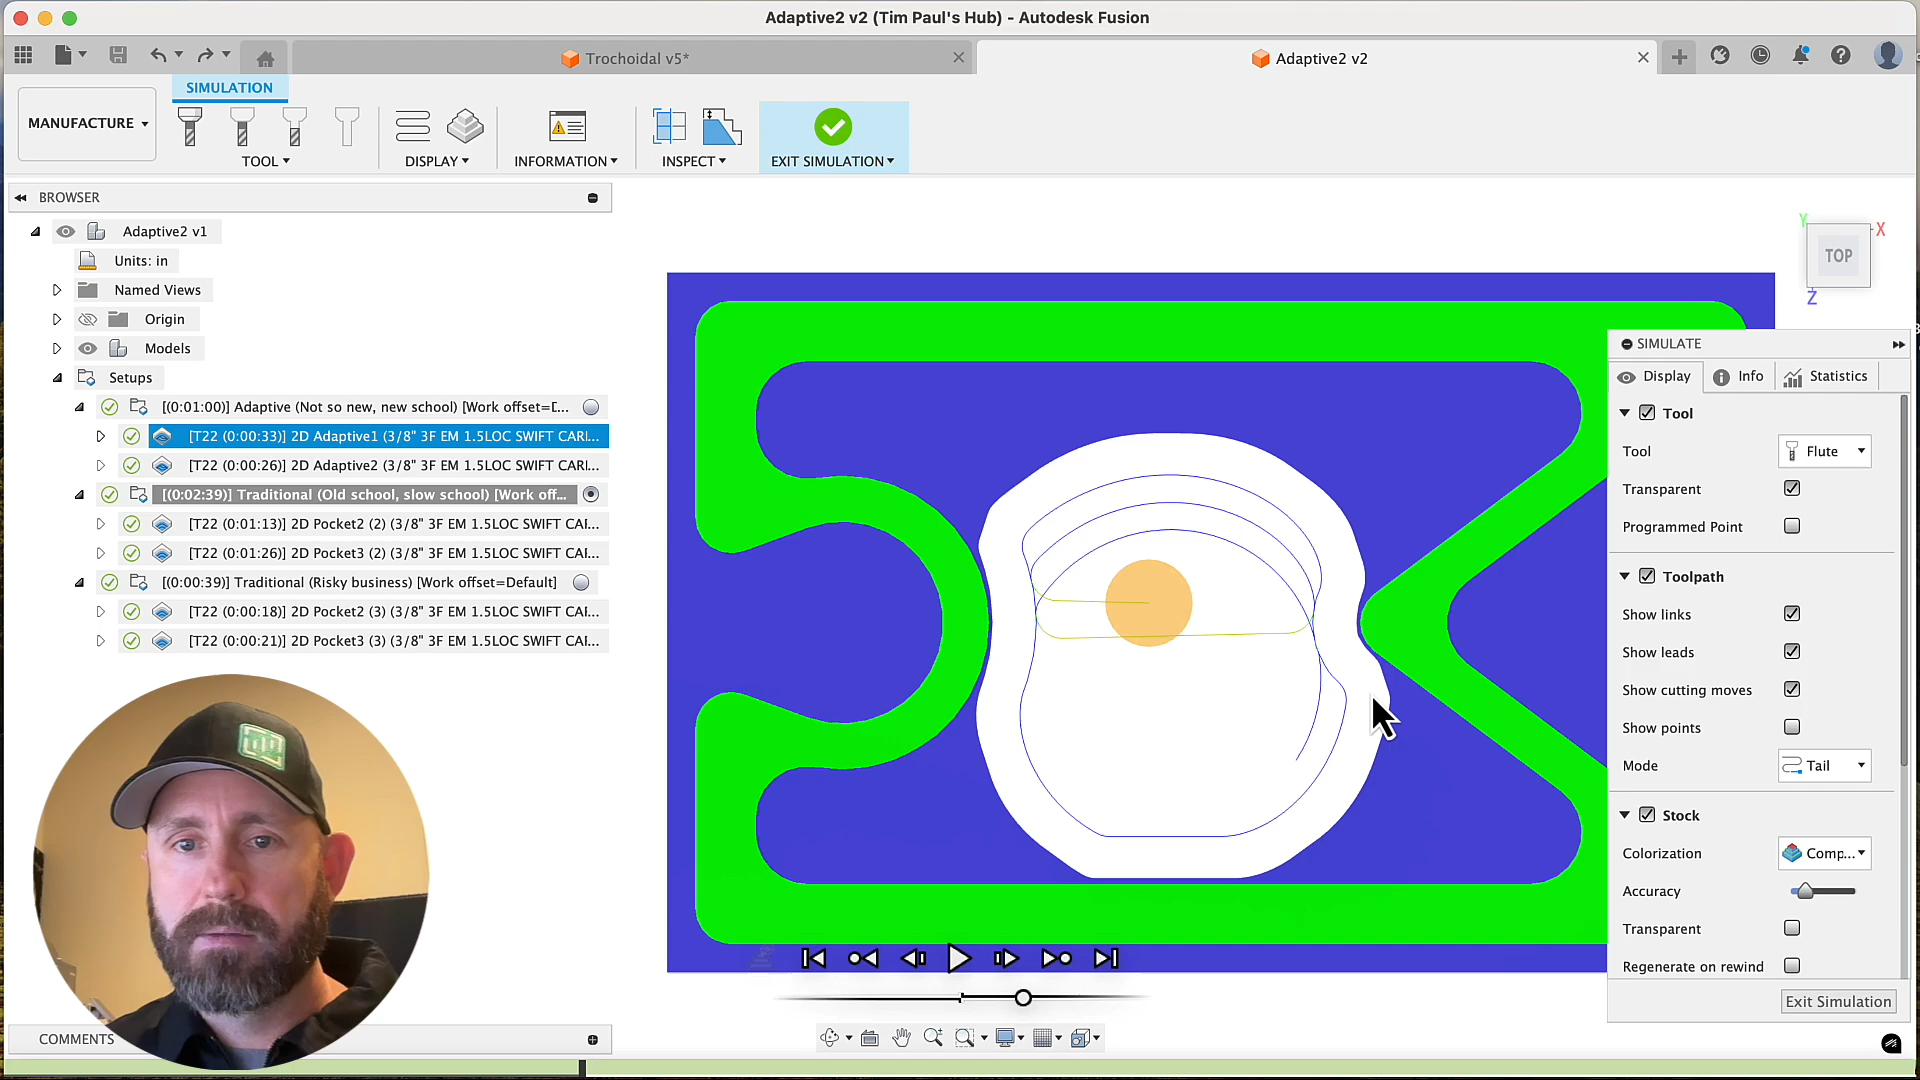 Adaptive2 v2 (Tim Paul's Hub) - Autodesk Fusion
Trochoidal v5*
Adaptive2 v2
SIMULATION
MANUFACTURE
TOOL
DISPLAY
INFORMATION
INSPECT
EXIT SIMULATION
BROWSER
Adaptive2 v1
Units: in
Named Views
Origin
Models
Setups
[(0:01:00)] Adaptive (Not so new, new school) [Work offset=D...
[T22 (0:00:33)] 2D Adaptive1 (3/8" 3F EM 1.5LOC SWIFT CARI...
[T22 (0:00:26)] 2D Adaptive2 (3/8" 3F EM 1.5LOC SWIFT CARI...
[(0:02:39)] Traditional (Old school, slow school) [Work off...
[T22 (0:01:13)] 2D Pocket2 (2) (3/8" 3F EM 1.5LOC SWIFT CAI...
[T22 (0:01:26)] 2D Pocket3 (2) (3/8" 3F EM 1.5LOC SWIFT CAI...
[(0:00:39)] Traditional (Risky business) [Work offset=Default]
[T22 (0:00:18)] 2D Pocket2 (3) (3/8" 3F EM 1.5LOC SWIFT CAI...
[T22 (0:00:21)] 2D Pocket3 (3) (3/8" 3F EM 1.5LOC SWIFT CAI...
Y
X
TOP
Z
SIMULATE
Display
Info
Statistics
Tool
Tool
Flute
Transparent
Programmed Point
Toolpath
Show links
Show leads
Show cutting moves
Show points
Mode
Tail
Stock
Colorization
Comp...
Accuracy
Transparent
Regenerate on rewind
Exit Simulation
COMMENTS